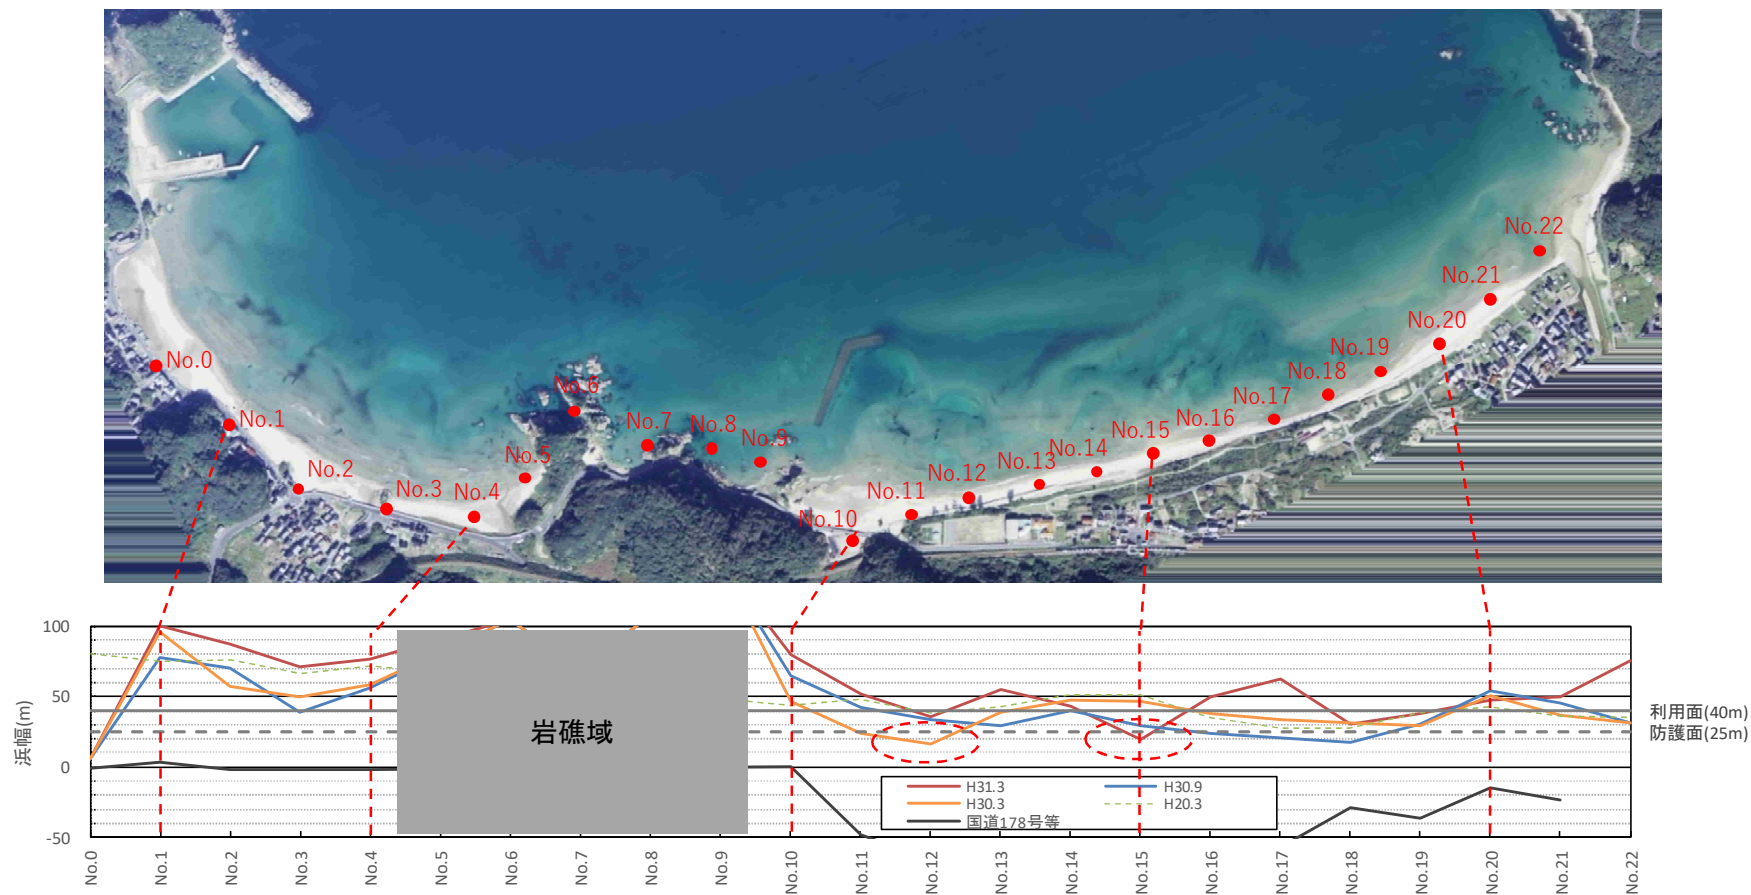 No.22
No.21
No.20
No.19
No.18
No.17
No.16
No.15
No.14
No.13
No.12
No.11
No.10
No.9
No.8
No.7
No.6
No.5
No.4
No.3
No.2
No.1
No.0
浜幅(m)
100
50
0
-50
岩礁域
利用面(40m)
防護面(25m)
H31.3
H30.9
H30.3
H20.3
国道178号等
No.0
No.1
No.2
No.3
No.4
No.5
No.6
No.7
No.8
No.9
No.10
No.11
No.12
No.13
No.14
No.15
No.16
No.17
No.18
No.19
No.20
No.21
No.22